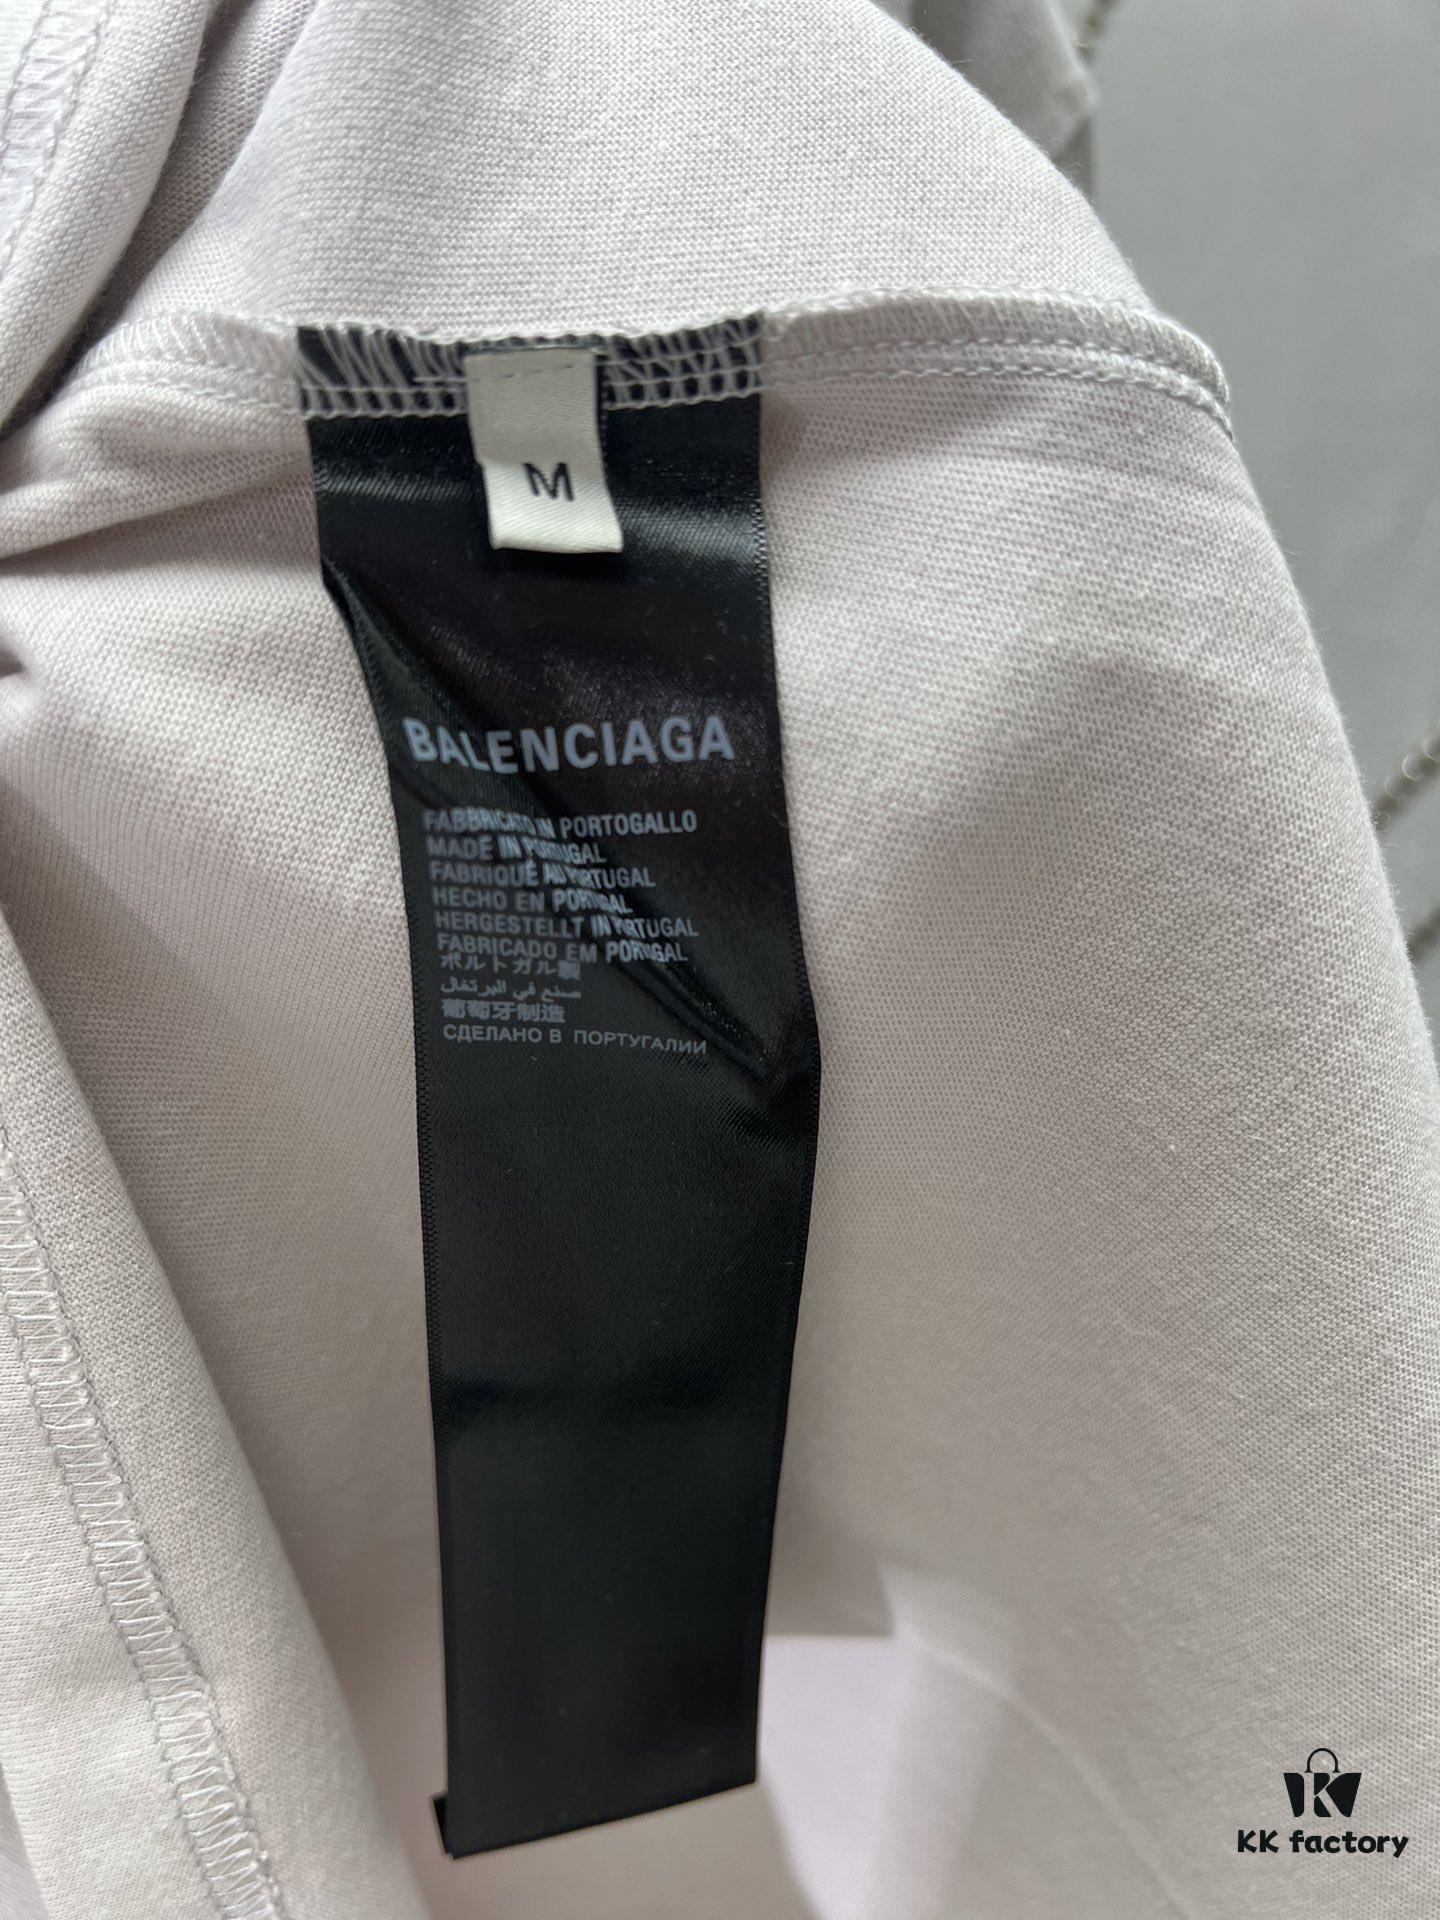 M
BALENCIAGA
FABBRICATO IN PORTOGALLO
MADE IN PORTUGAL
FABRIQUÉ AU PORTUGAL
HECHO EN PORTUGAL
HERGESTELLT IN PORTUGAL
FABRICADO EM PORTUGAL
ポルトガル製
صنع في البرتغال
葡萄牙制造
СДЕЛАНО В ПОРТУГАЛИИ
KK factory